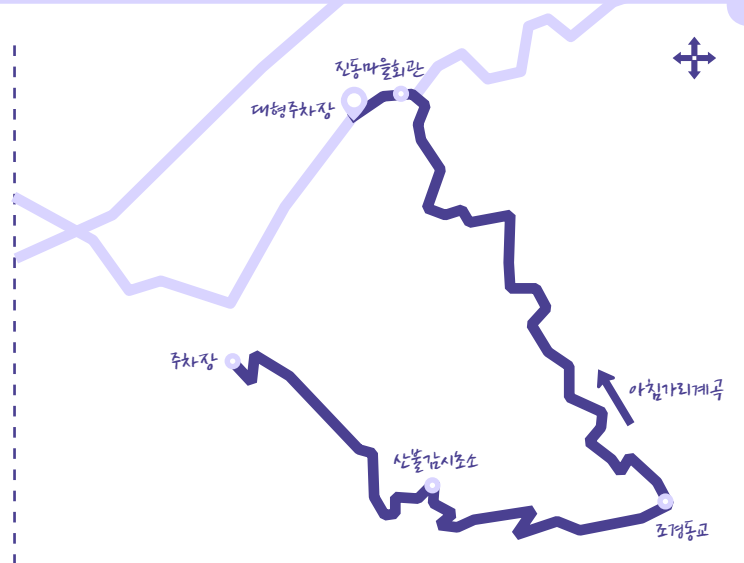 진동마을회관
대형주차장
주차장
아침가리계곡
산불감시초소
조경동교